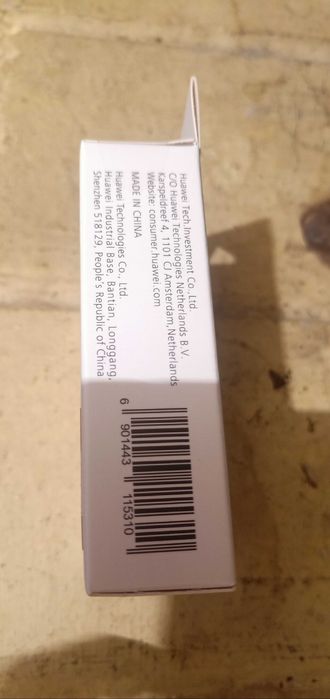 Huawei Tech.Investment Co., Ltd.
C/O Huawei Technologies Netherlands B.V.
Karspeldreef 4, 1101 CJ Amsterdam, Netherlands
Website: consumer.huawei.com
MADE IN CHINA
Huawei Technologies Co., Ltd.
Huawei Industrial Base, Bantian, Longgang,
Shenzhen 518129, People's Republic of China
6 901443 115310